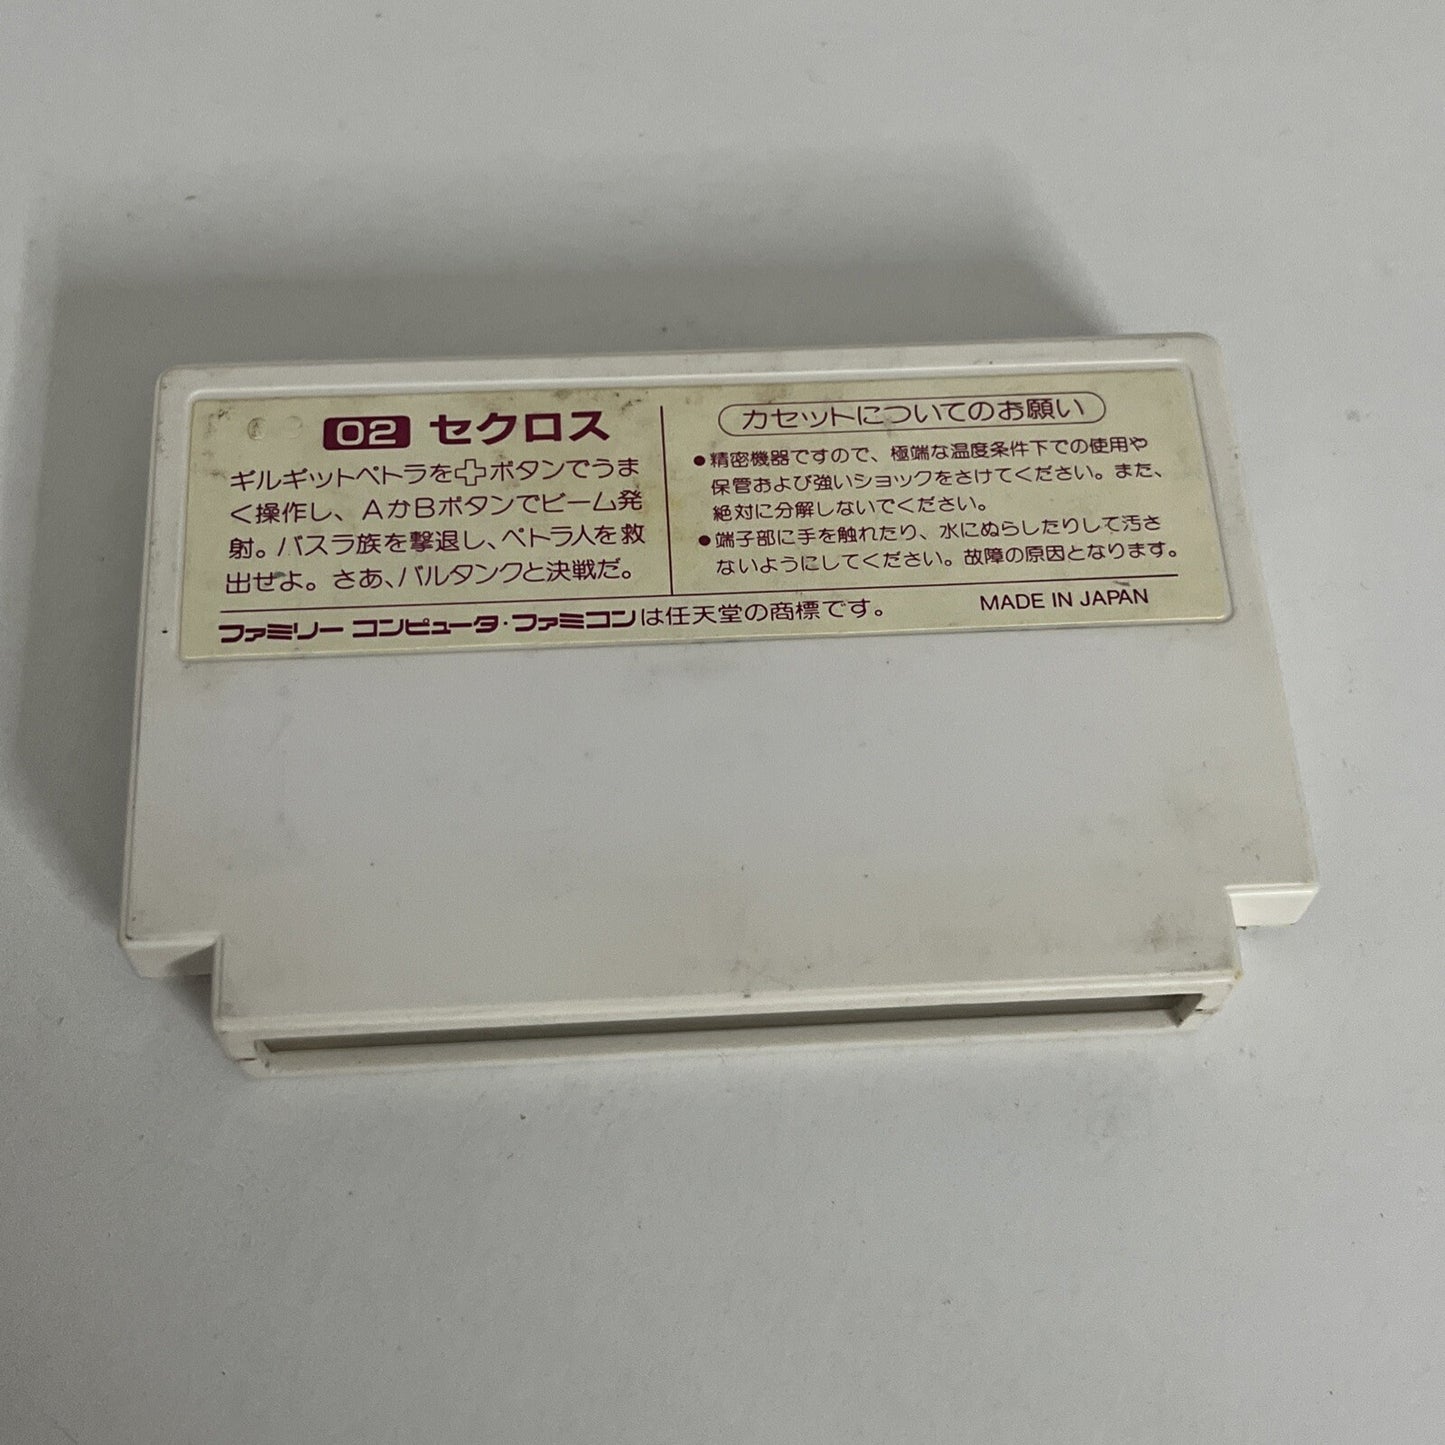 02 セクロス
ギルギットペトラを✚ボタンでうま
く操作し、AかBボタンでビーム発
射。バスラ族を撃退し、ペトラ人を救
出せよ。さあ、バルタンクと決戦だ。
カセットについてのお願い
●精密機器ですので、極端な温度条件下での使用や
保管および強いショックをさけてください。また、
絶対に分解しないでください。
●端子部に手を触れたり、水にぬらしたりして汚さ
ないようにしてください。故障の原因となります。
ファミリーコンピュータ・ファミコンは任天堂の商標です。
MADE IN JAPAN